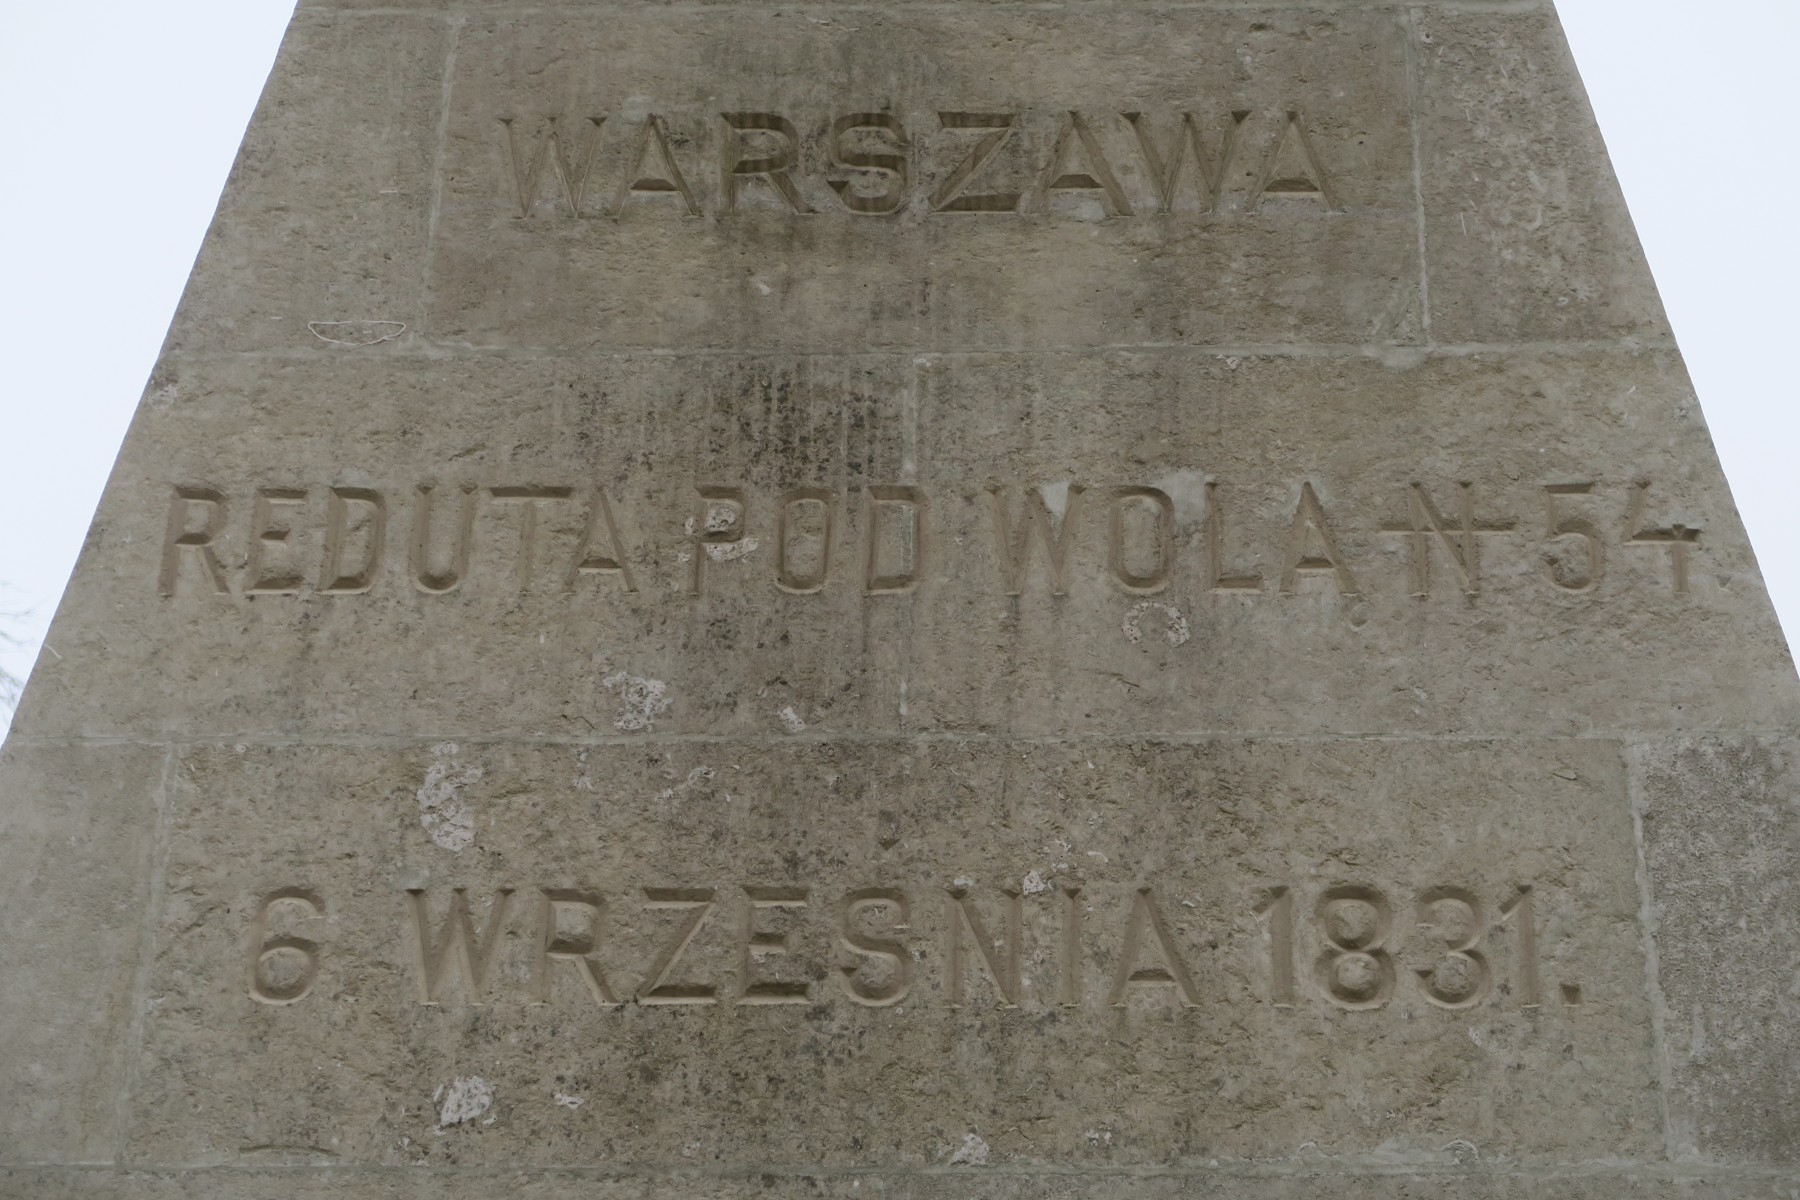 WARSZAWA
REDUTA POD WOLĄ N 54
6 WRZEŚNIA 1831.